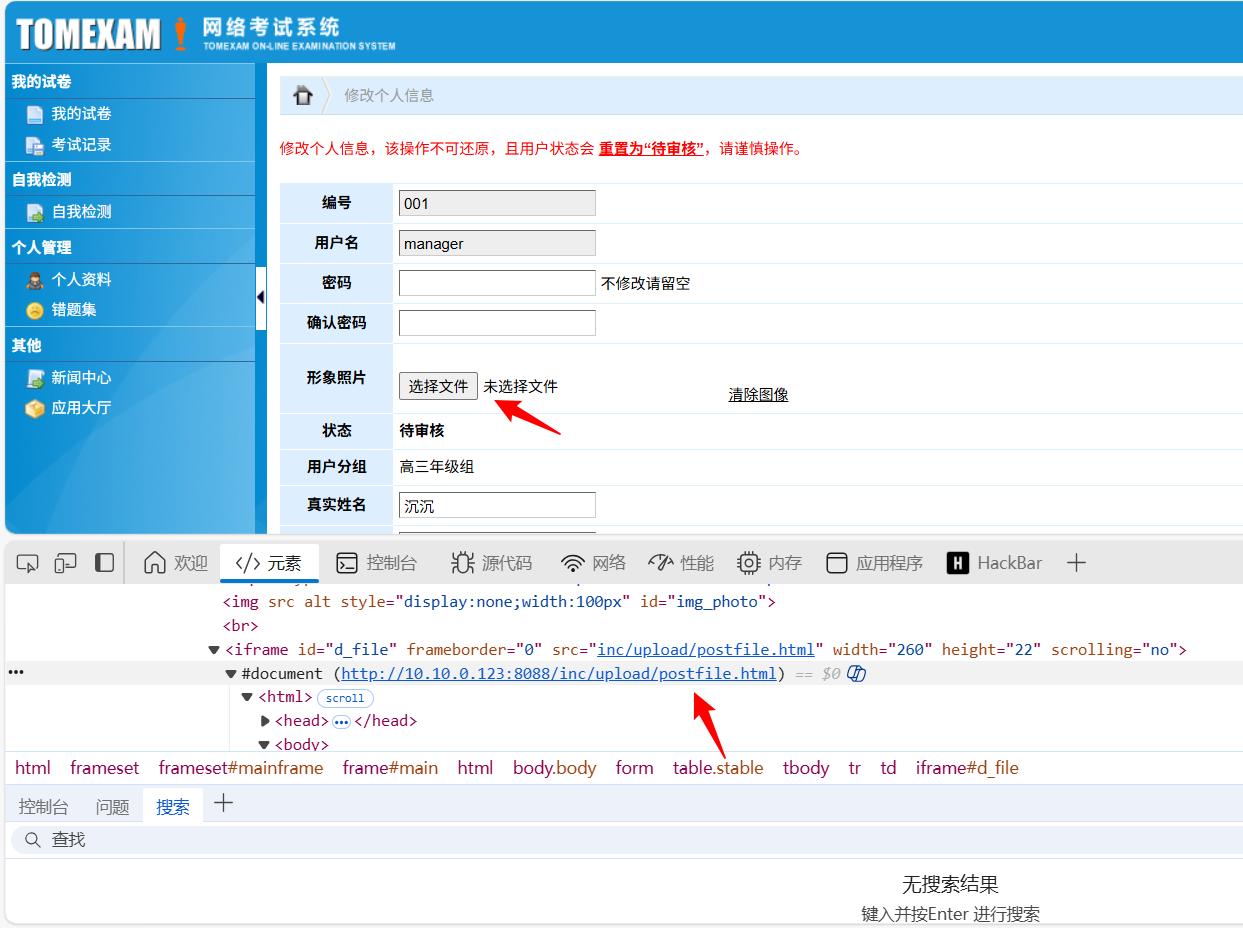 TOMEXAM 网络考试系统
TOMEXAM ON-LINE EXAMINATION SYSTEM
我的试卷
我的试卷
考试记录
自我检测
自我检测
个人管理
个人资料
错题集
其他
新闻中心
应用大厅
修改个人信息
修改个人信息，该操作不可还原，且用户状态会 重置为“待审核”，请谨慎操作。
编号 001
用户名 manager
密码 不修改请留空
确认密码
形象照片 选择文件 未选择文件 清除图像
状态 待审核
用户分组 高三年级组
真实姓名 沉沉
欢迎 </> 元素 控制台 源代码 网络 性能 内存 应用程序 H HackBar
<img src alt style="display:none;width:100px" id="img_photo">
<br>
<iframe id="d_file" frameborder="0" src="inc/upload/postfile.html" width="260" height="22" scrolling="no">
#document (http://10.10.0.123:8088/inc/upload/postfile.html) == $0
<html> scroll
<head> ••• </head>
<body>
html frameset frameset#mainframe frame#main html body.body form table.stable tbody tr td iframe#d_file
控制台 问题 搜索
查找
无搜索结果
键入并按Enter 进行搜索